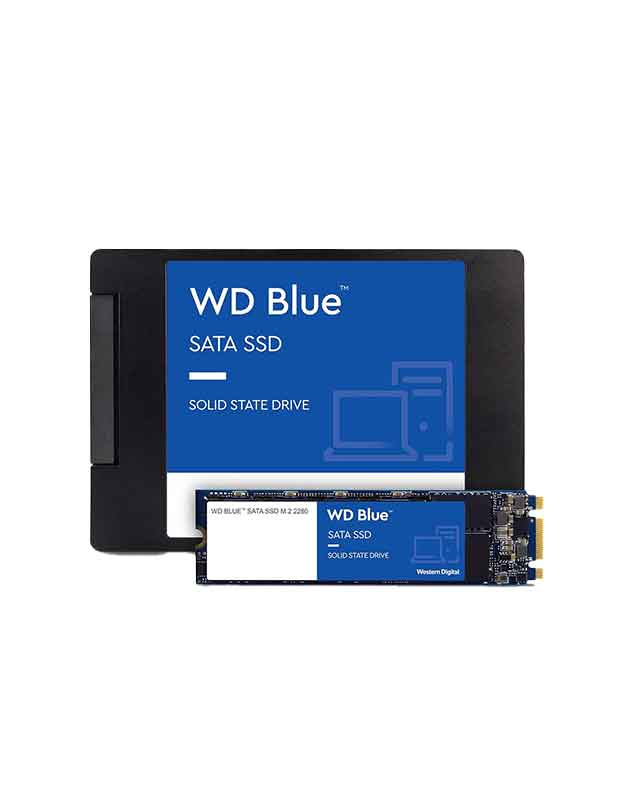 WD Blue™
SATA SSD
SOLID STATE DRIVE
WD BLUE™ SATA SSD M.2 2280
WD Blue™
SATA SSD
SOLID STATE DRIVE
Western Digital